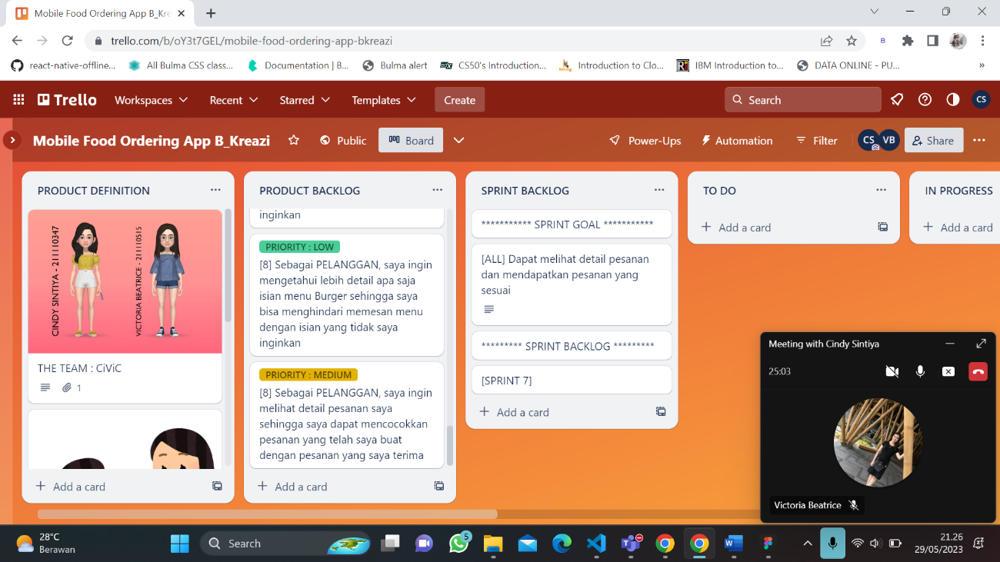 Mobile Food Ordering App B_Kre
trello.com/b/oY3t7GEL/mobile-food-ordering-app-bkreazi
B
react-native-offline...
All Bulma CSS class...
Documentation | B...
Bulma alert
CS50's Introduction...
Introduction to Clo...
IBM Introduction to...
DATA ONLINE - PU...
»
Trello
Workspaces
Recent
Starred
Templates
Create
Search
CS
Mobile Food Ordering App B_Kreazi
Public
Board
Power-Ups
Automation
Filter
CS
VB
Share
PRODUCT DEFINITION
CINDY SINTIYA - 211110347
VICTORIA BEATRICE - 211110515
THE TEAM : CiViC
1
Add a card
PRODUCT BACKLOG
inginkan
PRIORITY : LOW
[8] Sebagai PELANGGAN, saya ingin
mengetahui lebih detail apa saja
isian menu Burger sehingga saya
bisa menghindari memesan menu
dengan isian yang tidak saya
inginkan
PRIORITY : MEDIUM
[8] Sebagai PELANGGAN, saya ingin
melihat detail pesanan saya
sehingga saya dapat mencocokkan
pesanan yang telah saya buat
dengan pesanan yang saya terima
Add a card
SPRINT BACKLOG
*********** SPRINT GOAL ***********
[ALL] Dapat melihat detail pesanan
dan mendapatkan pesanan yang
sesuai
********* SPRINT BACKLOG *********
[SPRINT 7]
Add a card
TO DO
Add a card
IN PROGRESS
Add a card
Meeting with Cindy Sintiya
25:03
Victoria Beatrice
28°C
Berawan
Search
5
21.26
29/05/2023